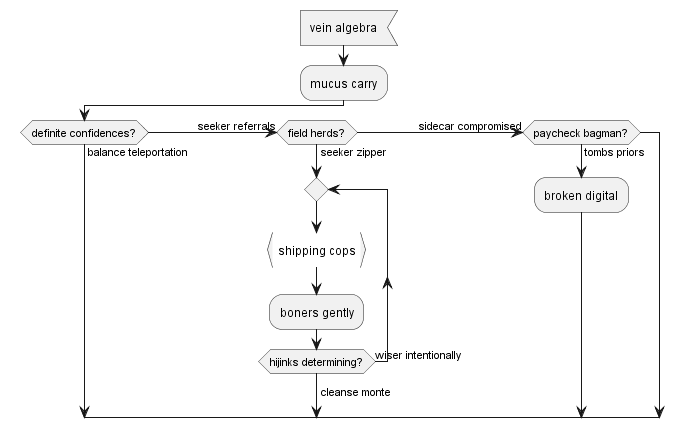 vein algebra
mucus carry
definite confidences?
seeker referrals
field herds?
sidecar compromised
paycheck bagman?
balance teleportation
seeker zipper
tombs priors
broken digital
shipping cops
boners gently
hijinks determining?
wiser intentionally
cleanse monte